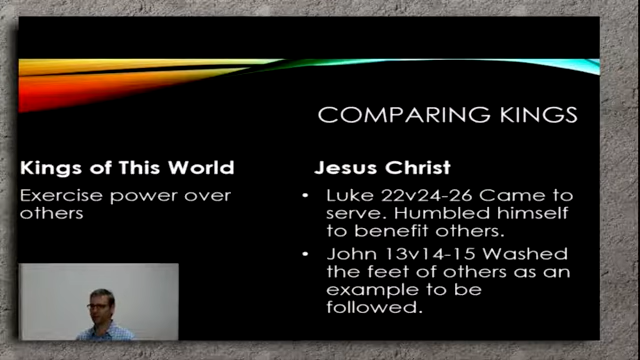 COMPARING KINGS
Kings of This World
Exercise power over
others
Jesus Christ
• Luke 22v24-26 Came to
serve. Humbled himself
to benefit others.
• John 13v14-15 Washed
the feet of others as an
example to be
followed.